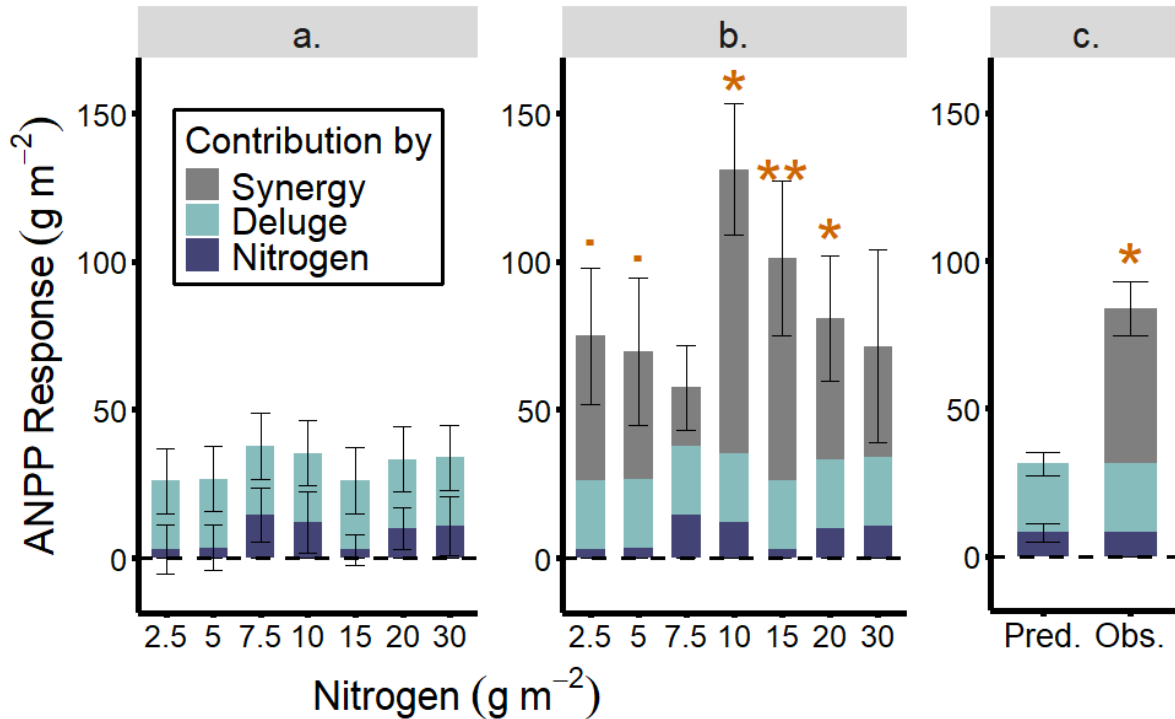 a. b. c.
ANPP Response (g m⁻²)
150
100
50
0
Contribution by
Synergy
Deluge
Nitrogen
2.5 5 7.5 10 15 20 30
150
100
50
0
. . * ** *
2.5 5 7.5 10 15 20 30
150
100
50
0
*
Pred. Obs.
Nitrogen (g m⁻²)